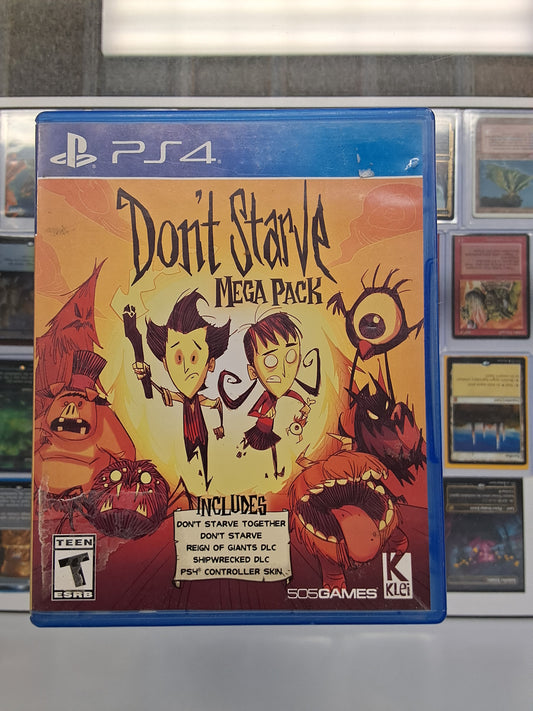 PS4
Don't Starve
MEGA PACK
INCLUDES
DON'T STARVE TOGETHER
DON'T STARVE
REIGN OF GIANTS DLC
SHIPWRECKED DLC
PS4® CONTROLLER SKIN
TEEN
T
ESRB
505GAMES
K
Klei